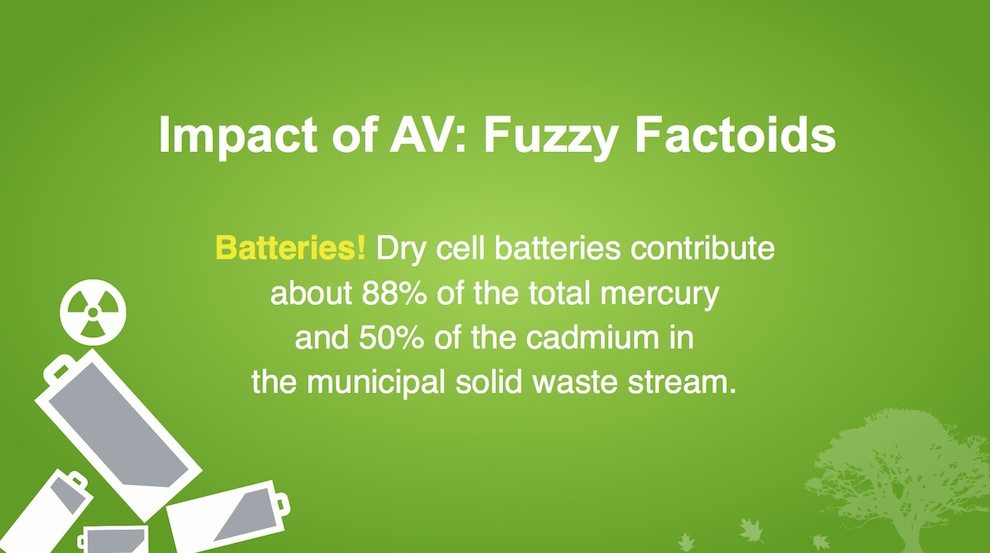 Impact of AV: Fuzzy Factoids
Batteries! Dry cell batteries contribute
about 88% of the total mercury
and 50% of the cadmium in
the municipal solid waste stream.